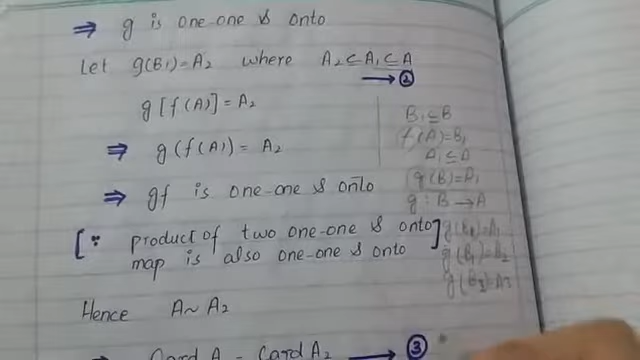 ⇒ g is one-one & onto
Let g(B₁) = A₂ where A₂ ⊆ A₁ ⊆ A
→ ②
g[f(A)] = A₂
⇒ g(f(A)) = A₂
⇒ gf is one-one & onto
[∵ product of two one-one & onto]
map is also one-one & onto
Hence A ~ A₂
⇒ Card A = Card A₂ → ③
B₁ ⊆ B
f(A) = B₁
A₁ ⊆ A
g(B) = A₁
g : B → A
g(B₁) = A₂